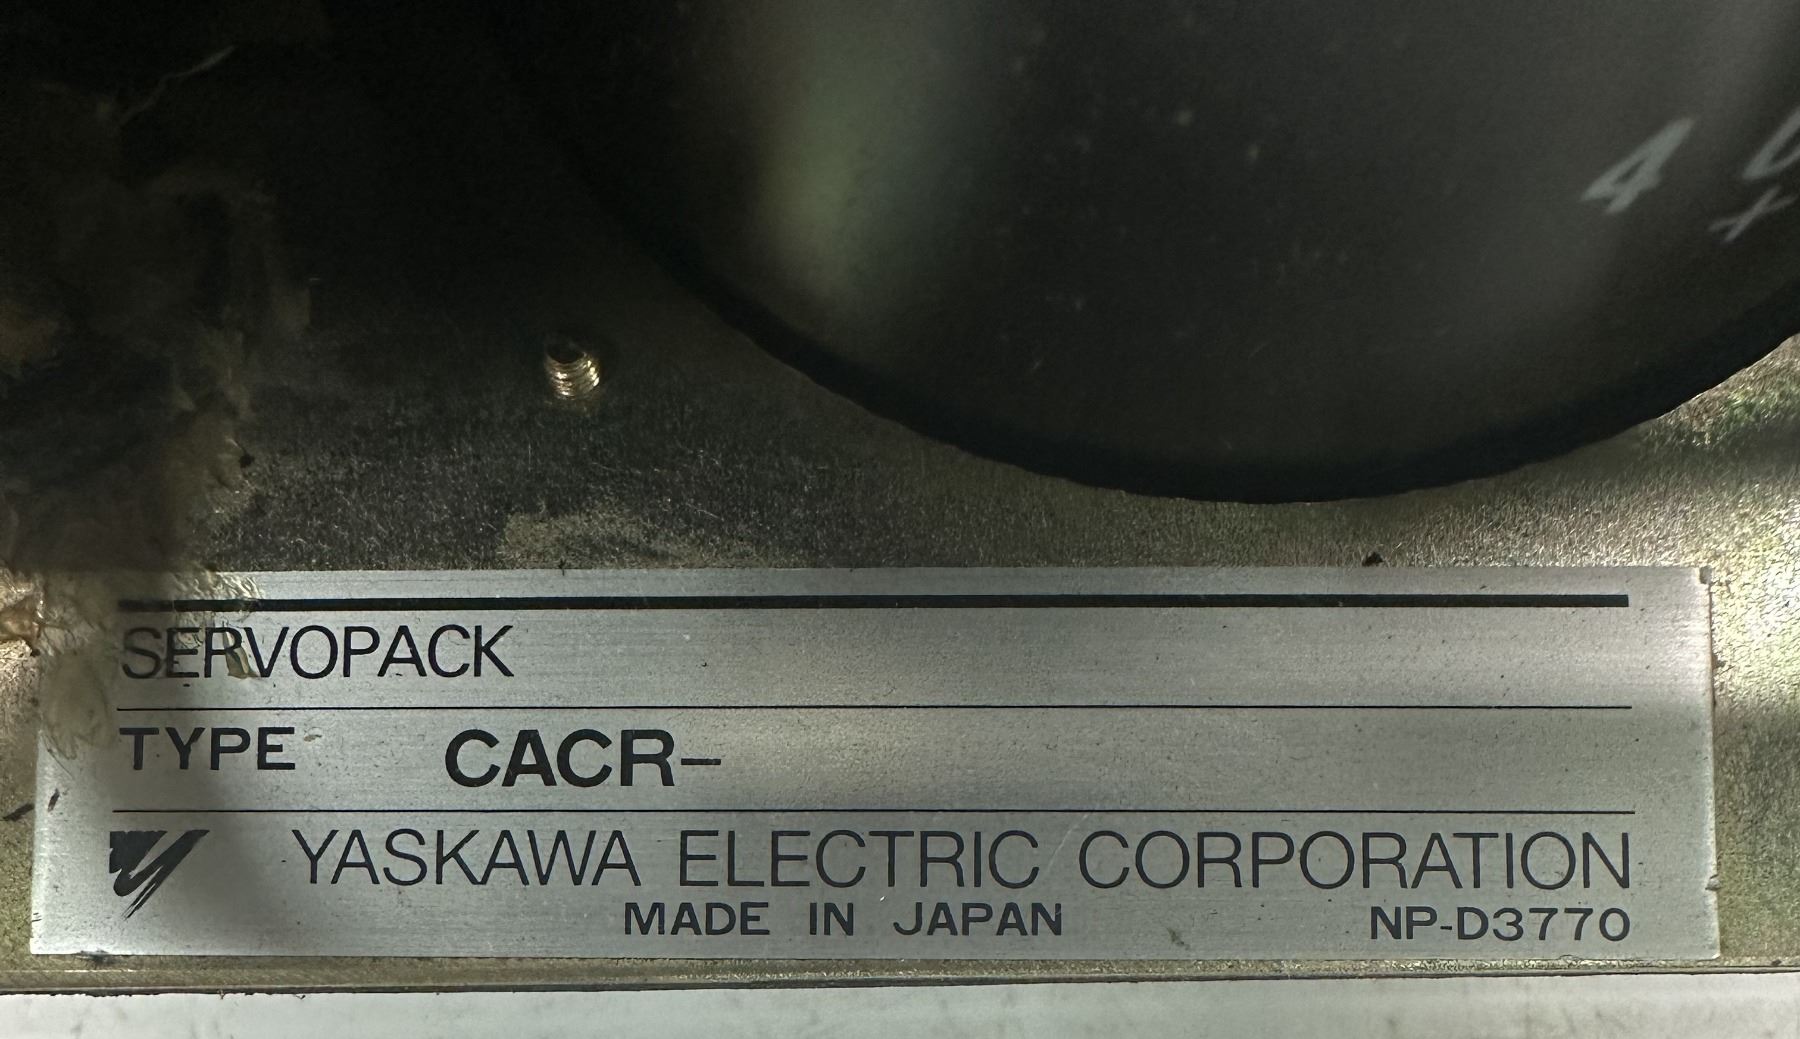 SERVOPACK
TYPE CACR-
YASKAWA ELECTRIC CORPORATION
MADE IN JAPAN NP-D3770